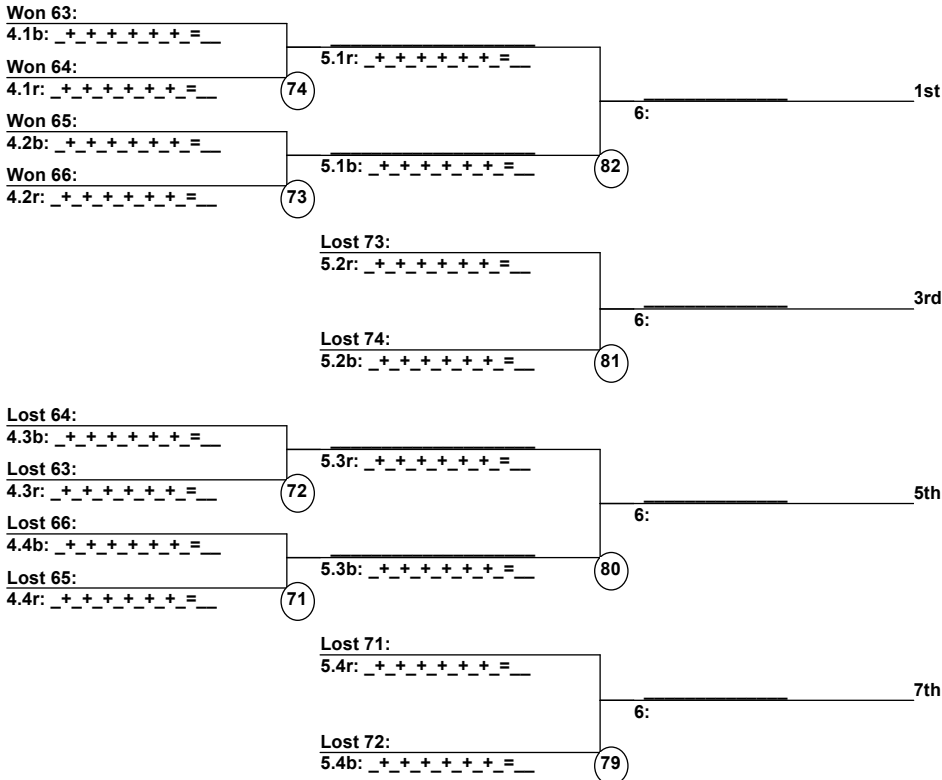 Won 63:
4.1b: _+_+_+_+_+_=__
5.1r: _+_+_+_+_+_=__
Won 64:
4.1r: _+_+_+_+_+_=__
74
1st
6:
Won 65:
4.2b: _+_+_+_+_+_=__
5.1b: _+_+_+_+_+_=__
82
Won 66:
4.2r: _+_+_+_+_+_=__
73
Lost 73:
5.2r: _+_+_+_+_+_=__
3rd
6:
Lost 74:
5.2b: _+_+_+_+_+_=__
81
Lost 64:
4.3b: _+_+_+_+_+_=__
5.3r: _+_+_+_+_+_=__
Lost 63:
4.3r: _+_+_+_+_+_=__
72
5th
6:
Lost 66:
4.4b: _+_+_+_+_+_=__
5.3b: _+_+_+_+_+_=__
80
Lost 65:
4.4r: _+_+_+_+_+_=__
71
Lost 71:
5.4r: _+_+_+_+_+_=__
7th
6:
Lost 72:
5.4b: _+_+_+_+_+_=__
79